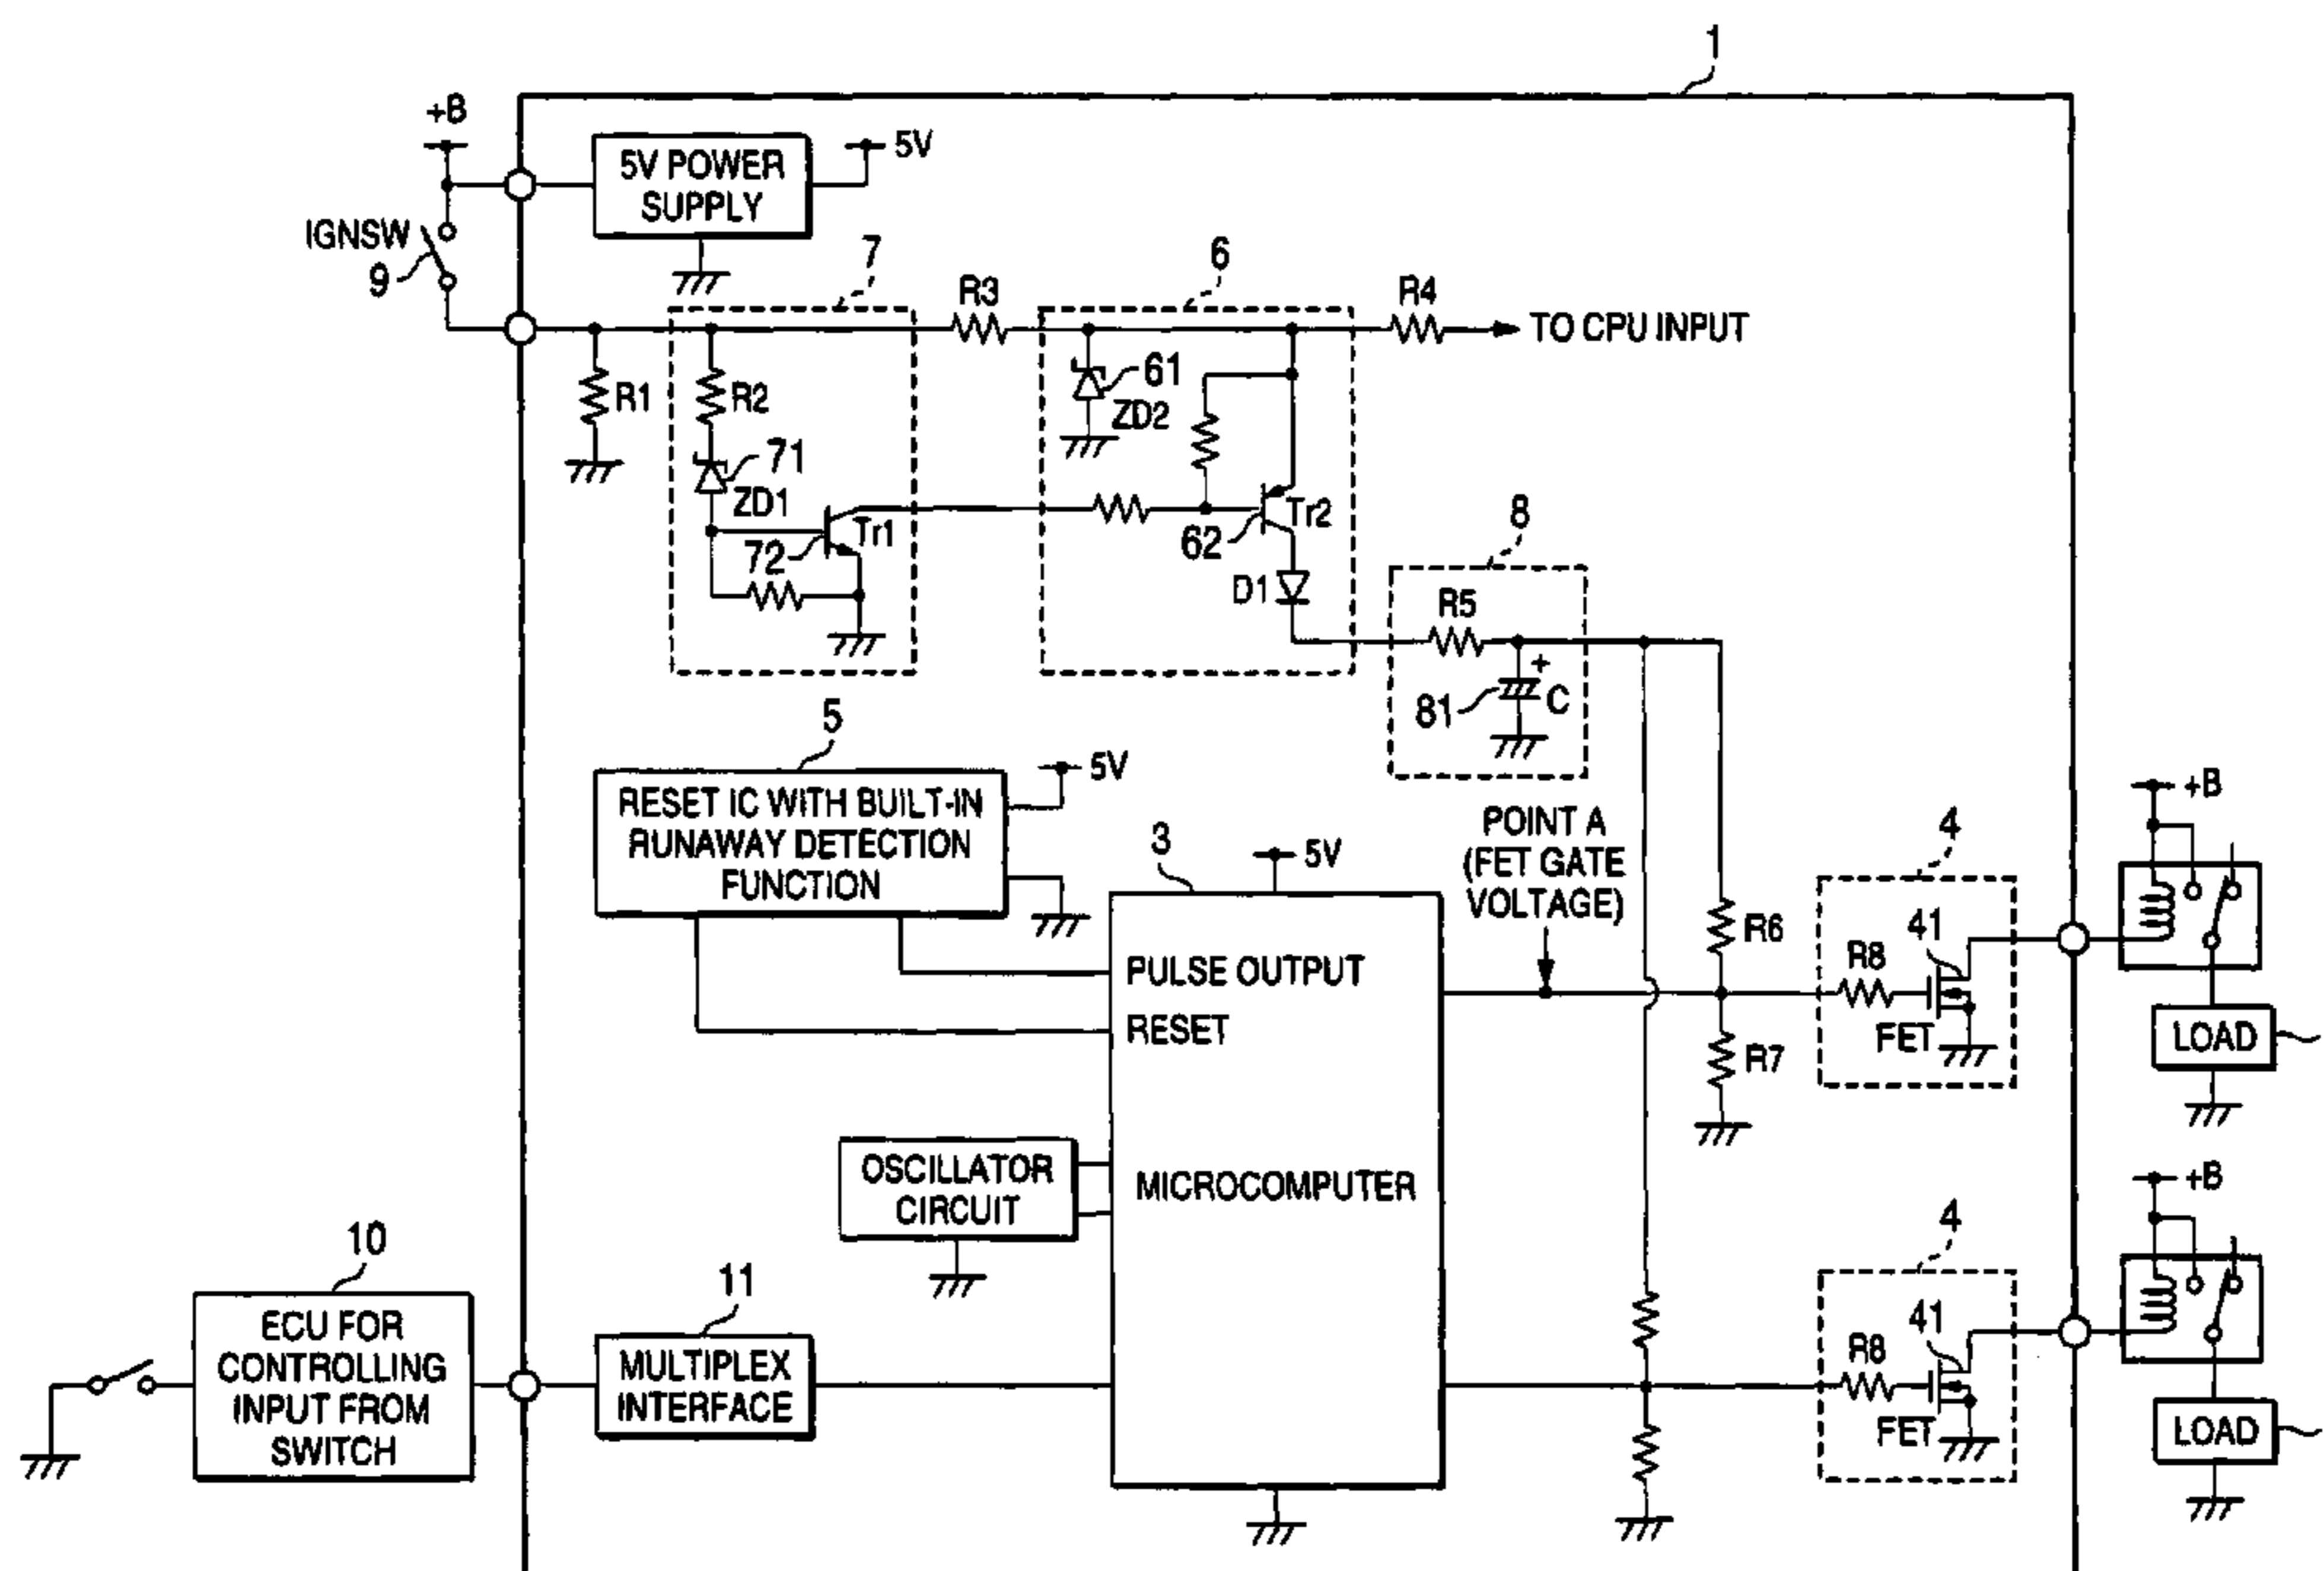 1
+B
5V POWER
SUPPLY
5V
IGNSW
9
7
6
R3
R4
TO CPU INPUT
R1
R2
71
ZD1
61
ZD2
72
Tr1
62
Tr2
D1
8
R5
+
81
C
5
5V
RESET IC WITH BUILT-IN
RUNAWAY DETECTION
FUNCTION
3
5V
POINT A
(FET GATE
VOLTAGE)
4
+B
PULSE OUTPUT
RESET
R6
R8
41
FET
R7
LOAD
OSCILLATOR
CIRCUIT
MICROCOMPUTER
10
ECU FOR
CONTROLLING
INPUT FROM
SWITCH
11
MULTIPLEX
INTERFACE
4
+B
R8
41
FET
LOAD